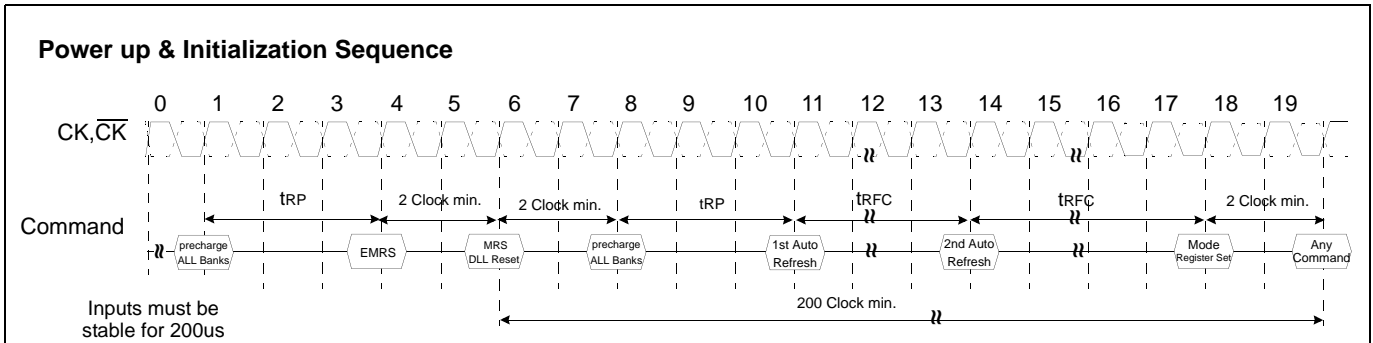 Power up & Initialization Sequence
0 1 2 3 4 5 6 7 8 9 10 11 12 13 14 15 16 17 18 19
CK,C̅K̅
tRP 2 Clock min. 2 Clock min. tRP tRFC tRFC 2 Clock min.
Command
precharge ALL Banks
EMRS
MRS DLL Reset
precharge ALL Banks
1st Auto Refresh
2nd Auto Refresh
Mode Register Set
Any Command
200 Clock min.
Inputs must be
stable for 200us